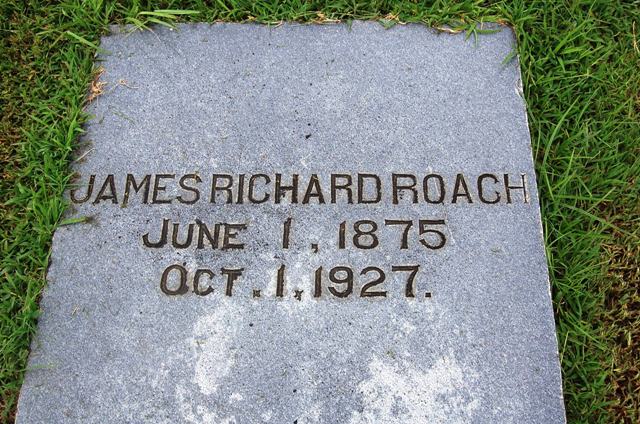 JAMES RICHARD ROACH
JUNE 1, 1875
OCT. 1, 1927.